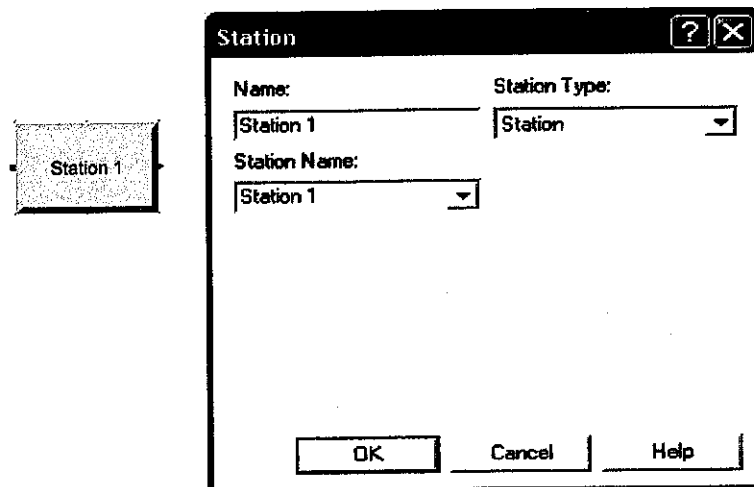 Station
? X
Name:
Station Type:
Station 1
Station
Station 1
Station Name:
Station 1
OK
Cancel
Help